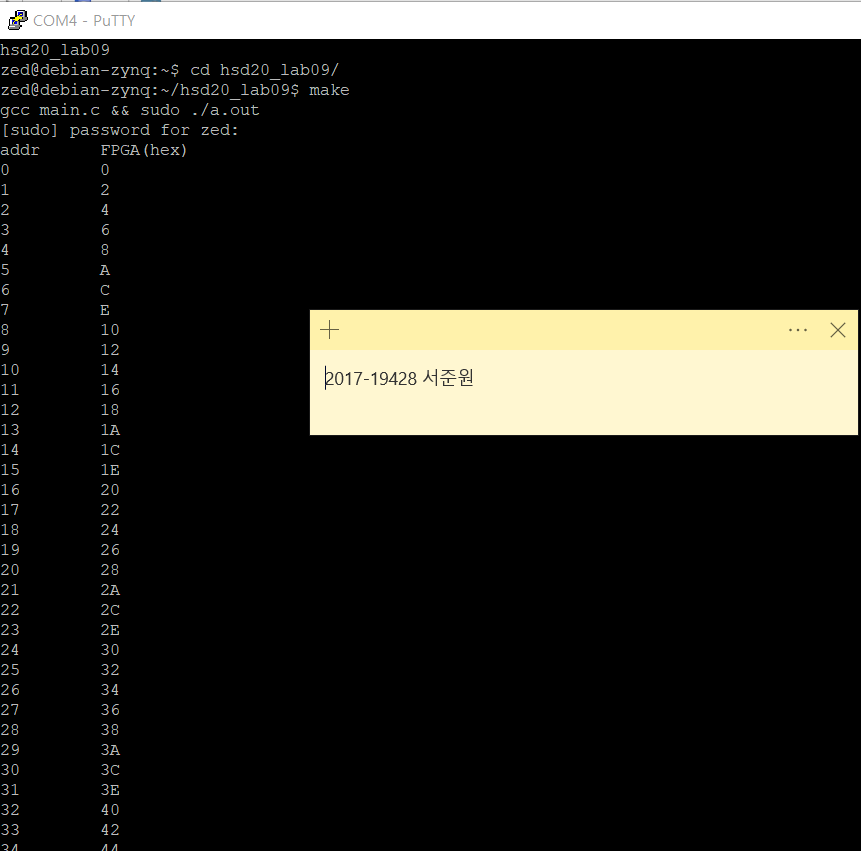 COM4 - PuTTY
hsd20_lab09
zed@debian-zynq:~$ cd hsd20_lab09/
zed@debian-zynq:~/hsd20_lab09$ make
gcc main.c && sudo ./a.out
[sudo] password for zed:
addr FPGA(hex)
0 0
1 2
2 4
3 6
4 8
5 A
6 C
7 E
8 10
9 12
10 14
11 16
2017-19428 서준원
12 18
13 1A
14 1C
15 1E
16 20
17 22
18 24
19 26
20 28
21 2A
22 2C
23 2E
24 30
25 32
26 34
27 36
28 38
29 3A
30 3C
31 3E
32 40
33 42
34 44